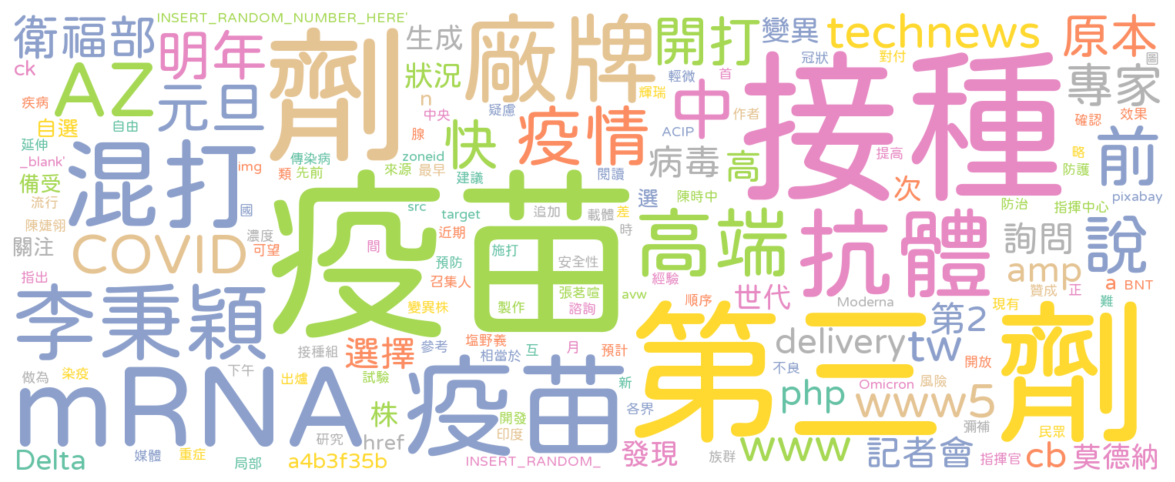 INSERT_RANDOM_NUMBER_HERE'
衛福部
明年
劑
生成
廠牌
開打
變異
technews
原本
ck
AZ
狀況
輕微
首
冠狀
對付
圖
專家
疾病
元旦
n
中央
疑慮
輝瑞
中
作者
接種
確認
效果
自選
自由
快
疫情
ACIP
延伸
混打
腺
病毒
高
提高
略
前
_blank'
img
傳染病
zoneid
閱讀
備受
類
先前
來源
最早
建議
防護
流行
國
疫苗
src
target
追加
載體
差
選
陳時中
次
防治
指揮中心
pixabay
陳婕翎
COVID
濃度
可望
近期
施打
時
高端
抗體
詢問
說
關注
間
預防
安全性
指出
召集人
張茗喧
avw
經驗
世代
amp
a
BNT
李秉穎
變異株
製作
諮詢
順序
Moderna
贊成
正
現有
難
接種組
選擇
參考
塩野義
相當於
互
月
預計
第三劑
delivery
tw
第2
劑
下午
做為
染疫
出爐
試驗
新
不良
開放
mRNA
株
疫苗
開發
各界
php
Omicron
風險
www5
彌補
研究
href
印度
民眾
Delta
媒體
重症
局部
a4b3f35b
INSERT_RANDOM_
發現
族群
www
記者會
指揮官
cb
莫德納